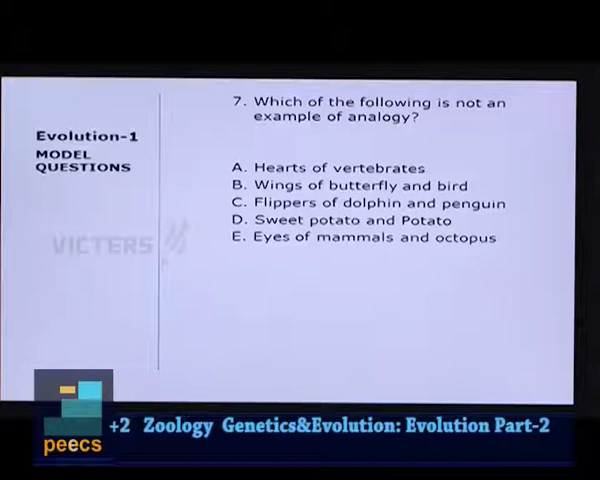 7. Which of the following is not an
example of analogy?
Evolution-1
MODEL
QUESTIONS
A. Hearts of vertebrates
B. Wings of butterfly and bird
C. Flippers of dolphin and penguin
D. Sweet potato and Potato
E. Eyes of mammals and octopus
VICTERS
peecs
+2 Zoology Genetics&Evolution: Evolution Part-2